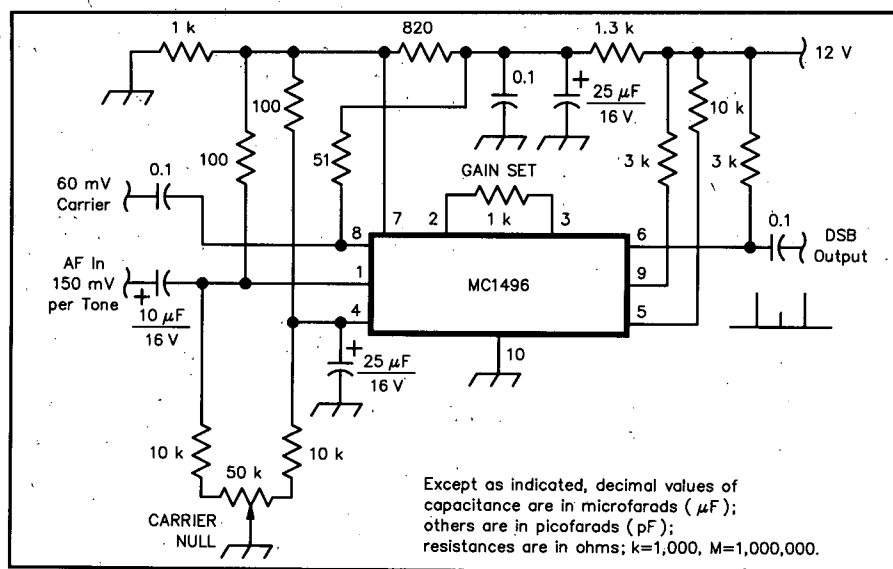 1 k
820
1.3 k
12 V
100
0.1
+
25 µF
16 V
10 k
100
51
3 k
3 k
GAIN SET
60 mV
Carrier
0.1
2
1 k
3
8
7
6
0.1
DSB
Output
AF In
150 mV
per Tone
+
10 µF
16 V
1
MC1496
9
4
5
+
25 µF
16 V
10
10 k
10 k
50 k
CARRIER
NULL
Except as indicated, decimal values of
capacitance are in microfarads ( µF);
others are in picofarads ( pF);
resistances are in ohms; k=1,000, M=1,000,000.